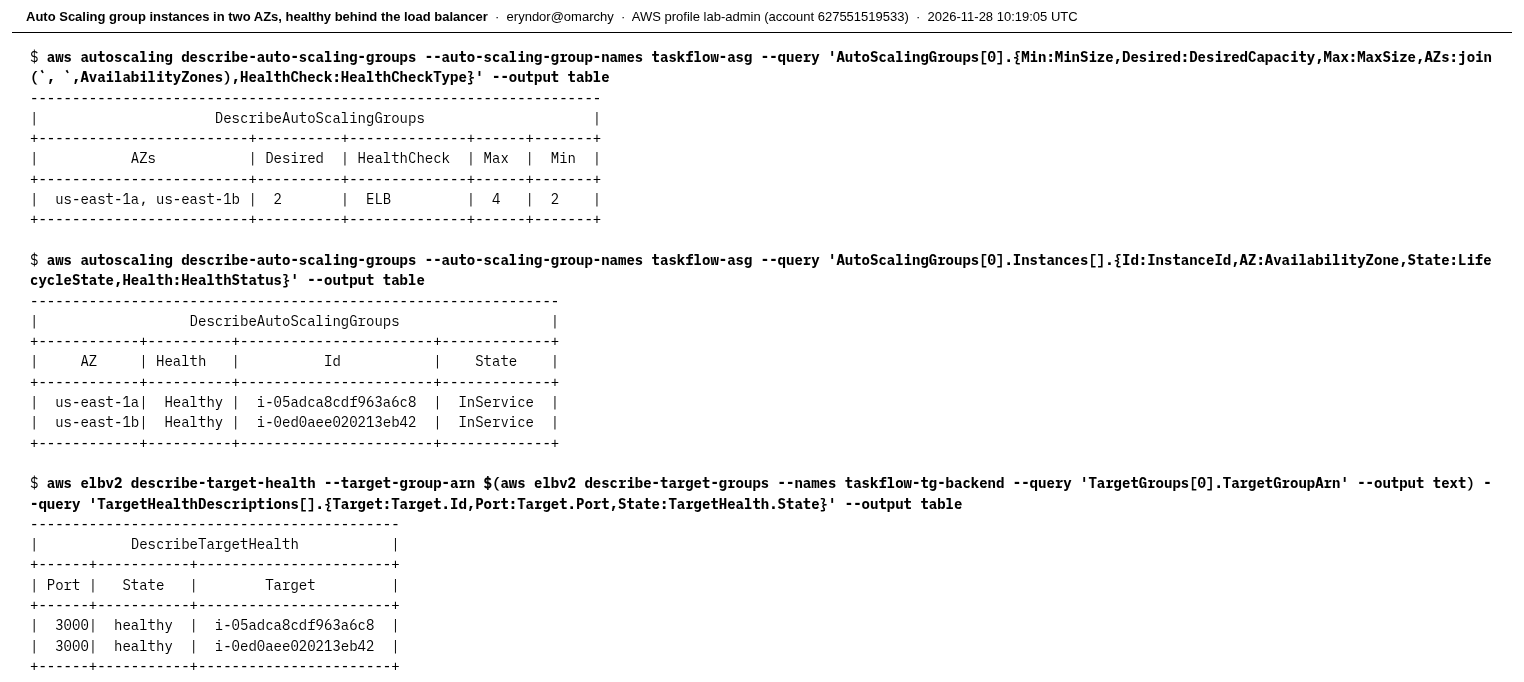 Auto Scaling group instances in two AZs, healthy behind the load balancer · eryndor@omarchy · AWS profile lab-admin (account 627551519533) · 2026-11-28 10:19:05 UTC
$ aws autoscaling describe-auto-scaling-groups --auto-scaling-group-names taskflow-asg --query 'AutoScalingGroups[0].{Min:MinSize,Desired:DesiredCapacity,Max:MaxSize,AZs:join
(`, `,AvailabilityZones),HealthCheck:HealthCheckType}' --output table
--------------------------------------------------------------------
|                     DescribeAutoScalingGroups                    |
+-------------------------+----------+--------------+------+-------+
|           AZs           | Desired  | HealthCheck  | Max  |  Min  |
+-------------------------+----------+--------------+------+-------+
|  us-east-1a, us-east-1b |  2       |  ELB         |  4   |  2    |
+-------------------------+----------+--------------+------+-------+
$ aws autoscaling describe-auto-scaling-groups --auto-scaling-group-names taskflow-asg --query 'AutoScalingGroups[0].Instances[].{Id:InstanceId,AZ:AvailabilityZone,State:Life
cycleState,Health:HealthStatus}' --output table
---------------------------------------------------------------
|                  DescribeAutoScalingGroups                  |
+------------+----------+-----------------------+-------------+
|     AZ     | Health   |          Id           |    State    |
+------------+----------+-----------------------+-------------+
|  us-east-1a|  Healthy |  i-05adca8cdf963a6c8  |  InService  |
|  us-east-1b|  Healthy |  i-0ed0aee020213eb42  |  InService  |
+------------+----------+-----------------------+-------------+
$ aws elbv2 describe-target-health --target-group-arn $(aws elbv2 describe-target-groups --names taskflow-tg-backend --query 'TargetGroups[0].TargetGroupArn' --output text) -
-query 'TargetHealthDescriptions[].{Target:Target.Id,Port:Target.Port,State:TargetHealth.State}' --output table
--------------------------------------------
|           DescribeTargetHealth           |
+------+-----------+-----------------------+
| Port |   State   |        Target         |
+------+-----------+-----------------------+
|  3000|  healthy  |  i-05adca8cdf963a6c8  |
|  3000|  healthy  |  i-0ed0aee020213eb42  |
+------+-----------+-----------------------+